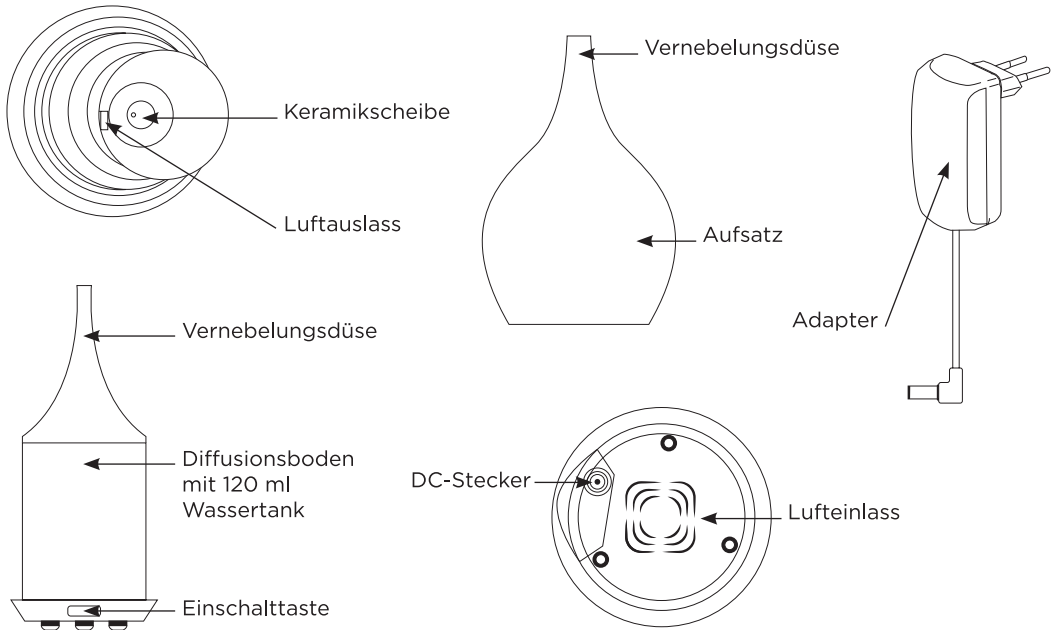 Keramikscheibe
Luftauslass
Vernebelungsdüse
Aufsatz
Adapter
Vernebelungsdüse
Diffusionsboden
mit 120 ml
Wassertank
Einschalttaste
DC-Stecker
Lufteinlass